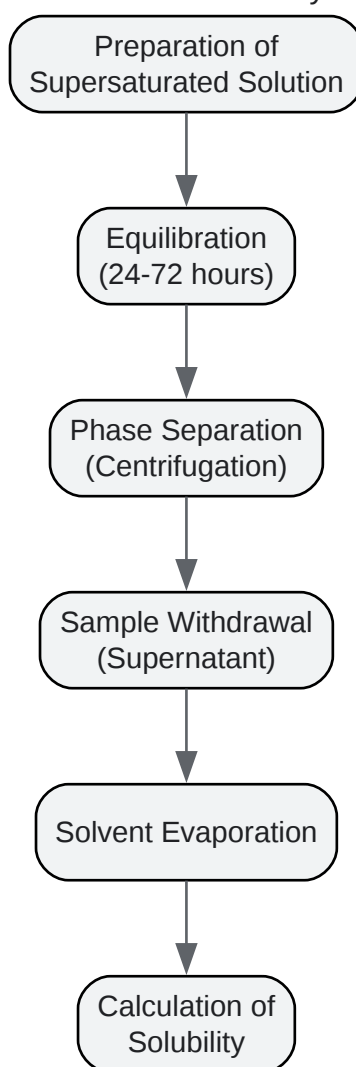 Preparation of
Supersaturated Solution
Equilibration
(24-72 hours)
Phase Separation
(Centrifugation)
Sample Withdrawal
(Supernatant)
Solvent Evaporation
Calculation of
Solubility